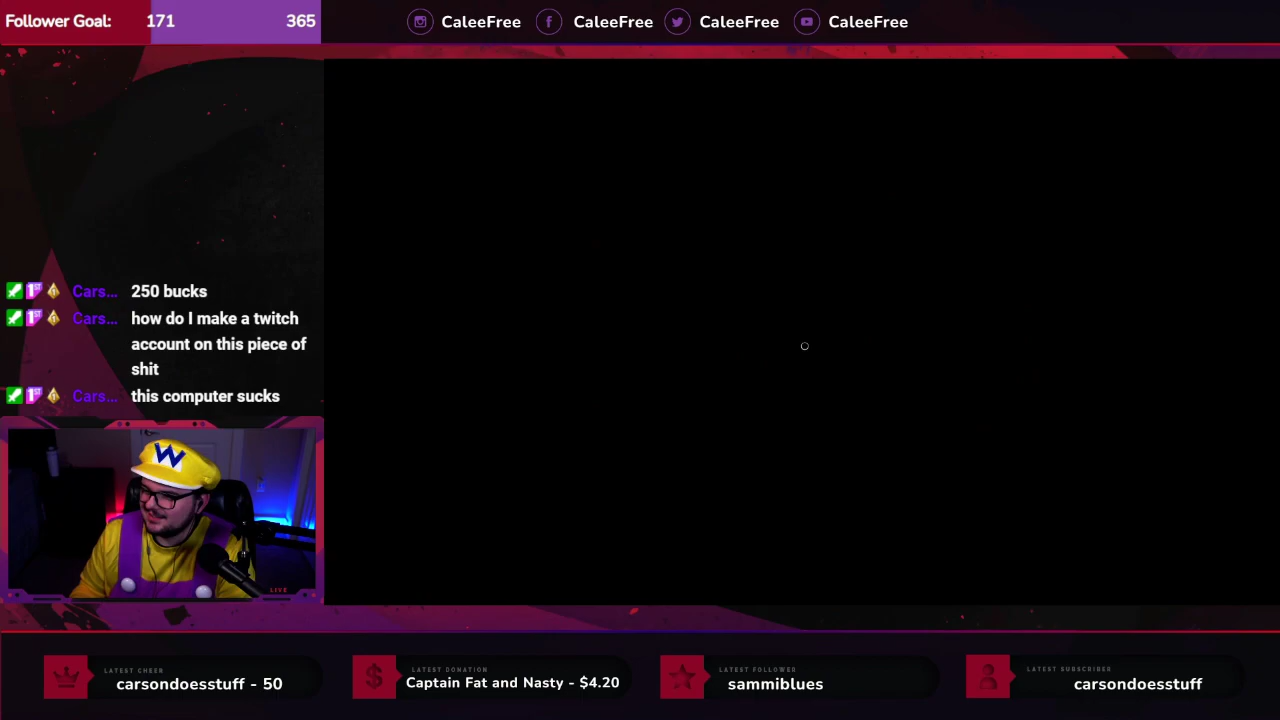 Follower Goal: 171 365
CaleeFree CaleeFree CaleeFree CaleeFree
Cars... 250 bucks
Cars... how do I make a twitch
account on this piece of
shit
Cars... this computer sucks
W
LIVE
LATEST CHEER
carsondoesstuff - 50
LATEST DONATION
Captain Fat and Nasty - $4.20
LATEST FOLLOWER
sammiblues
LATEST SUBSCRIBER
carsondoesstuff